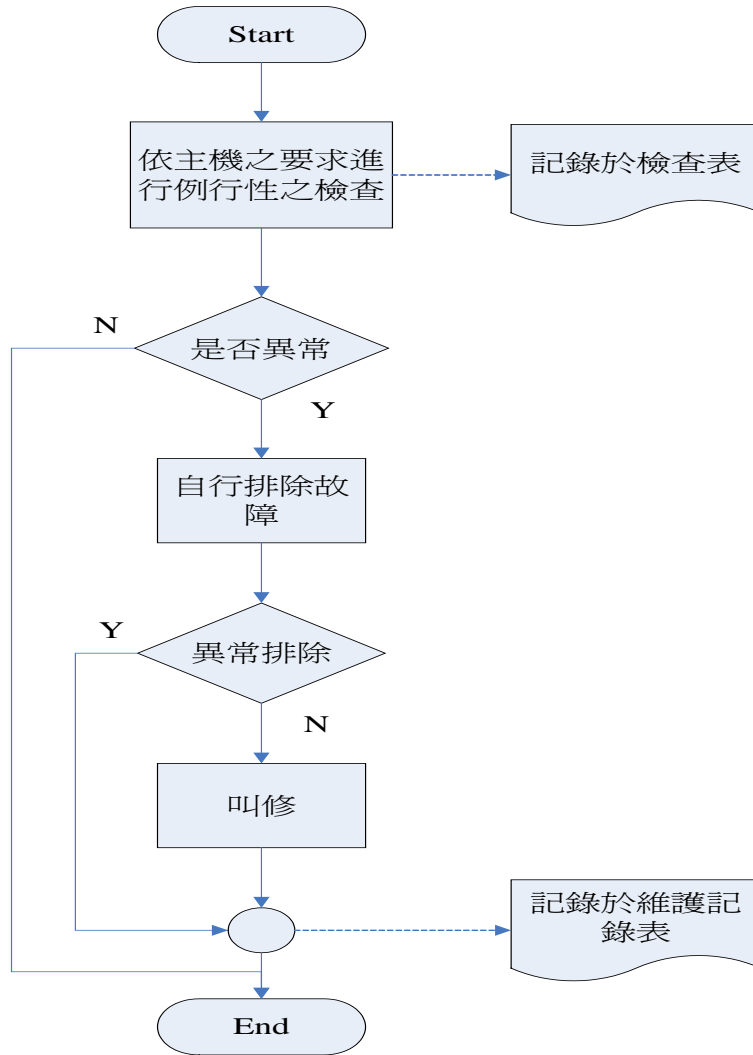 Start
依主機之要求進
行例行性之檢查
記錄於檢查表
N
是否異常
Y
自行排除故
障
Y
異常排除
N
叫修
記錄於維護記
錄表
End